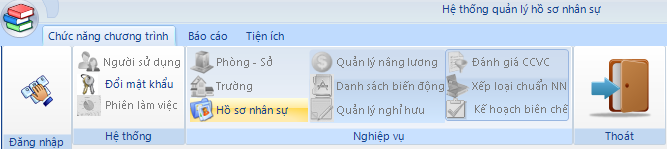 Hệ thống quản lý hồ sơ nhân sự
Chức năng chương trình Báo cáo Tiện ích
Người sử dụng
Đổi mật khẩu
Phiên làm việc
Phòng - Sở
Trường
Hồ sơ nhân sự
Quản lý nâng lương
Danh sách biến động
Quản lý nghỉ hưu
Đánh giá CCVC
Xếp loại chuẩn NN
Kế hoạch biên chế
Đăng nhập Hệ thống Nghiệp vụ Thoát